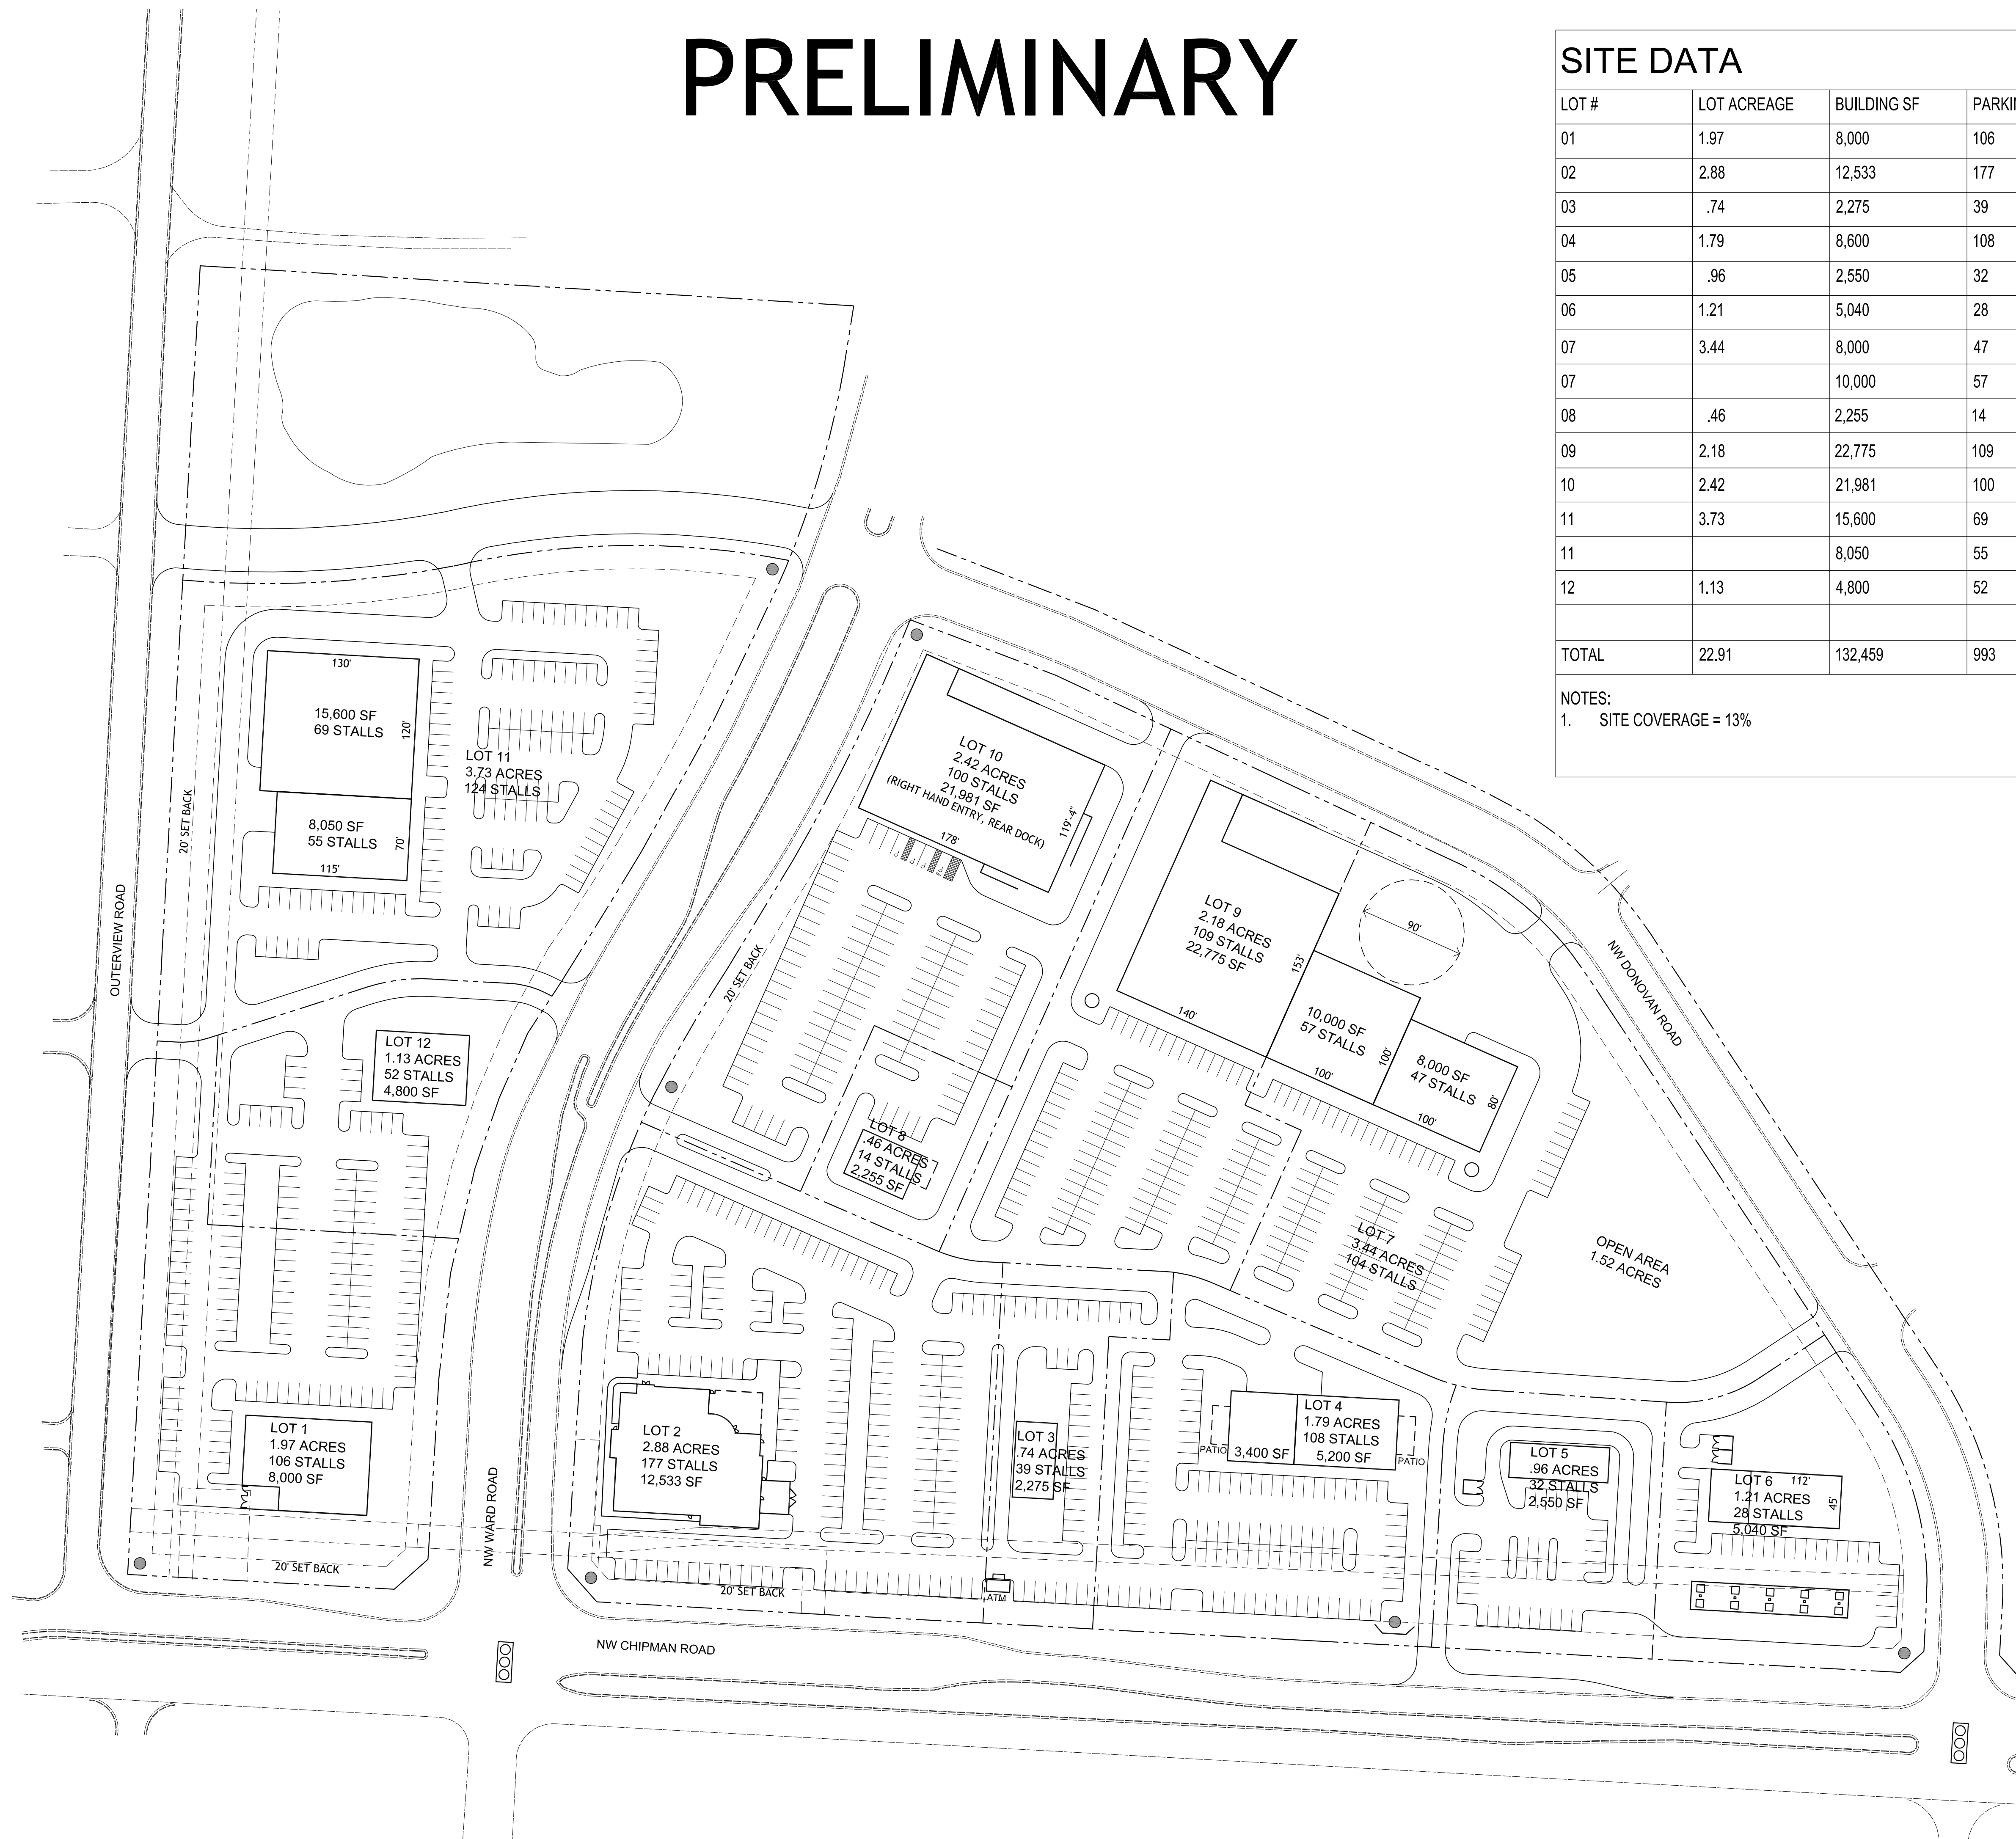 PRELIMINARY
SITE DATA
LOT # LOT ACREAGE BUILDING SF PARKIN
01 1.97 8,000 106
02 2.88 12,533 177
03 .74 2,275 39
04 1.79 8,600 108
05 .96 2,550 32
06 1.21 5,040 28
07 3.44 8,000 47
07 10,000 57
08 .46 2,255 14
09 2.18 22,775 109
10 2.42 21,981 100
11 3.73 15,600 69
11 8,050 55
12 1.13 4,800 52
TOTAL 22.91 132,459 993
NOTES:
1. SITE COVERAGE = 13%
130'
15,600 SF
69 STALLS
120'
LOT 11
3.73 ACRES
124 STALLS
8,050 SF
55 STALLS
70'
115'
20' SET BACK
OUTERVIEW ROAD
LOT 10
2.42 ACRES
100 STALLS
21,981 SF
(RIGHT HAND ENTRY, REAR DOCK)
178'
119'-4"
20' SET BACK
LOT 9
2.18 ACRES
109 STALLS
22,775 SF
153'
140'
90'
10,000 SF
57 STALLS
100'
100'
8,000 SF
47 STALLS
80'
100'
NW DONOVAN ROAD
LOT 12
1.13 ACRES
52 STALLS
4,800 SF
LOT 8
.46 ACRES
14 STALLS
2,255 SF
LOT 7
3.44 ACRES
104 STALLS
OPEN AREA
1.52 ACRES
LOT 1
1.97 ACRES
106 STALLS
8,000 SF
20' SET BACK
NW WARD ROAD
LOT 2
2.88 ACRES
177 STALLS
12,533 SF
20' SET BACK
LOT 3
.74 ACRES
39 STALLS
2,275 SF
ATM
LOT 4
1.79 ACRES
108 STALLS
PATIO 3,400 SF 5,200 SF PATIO
LOT 5
.96 ACRES
32 STALLS
2,550 SF
LOT 6 112'
1.21 ACRES
28 STALLS
5,040 SF
45'
NW CHIPMAN ROAD